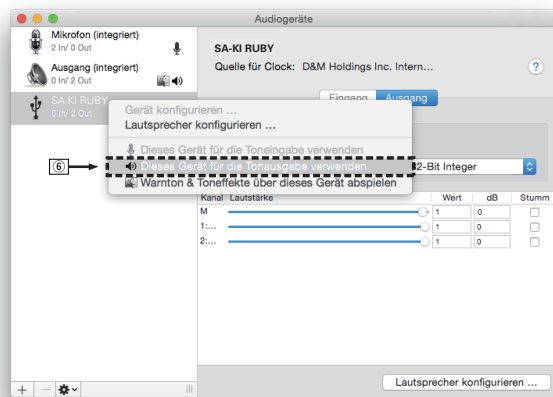 Audiogeräte
Mikrofon (integriert)
2 In/ 0 Out
Ausgang (integriert)
0 In/ 2 Out
SA-KI RUBY
0 In/ 2 Out
SA-KI RUBY
Quelle für Clock: D&M Holdings Inc. Intern...
?
Eingang Ausgang
Gerät konfigurieren ...
Lautsprecher konfigurieren ...
Dieses Gerät für die Toneingabe verwenden
⑥ Dieses Gerät für die Tonausgabe verwenden
2-Bit Integer
Warnton & Toneffekte über dieses Gerät abspielen
Kanal Lautstärke Wert dB Stumm
M 1 0
1:... 1 0
2:... 1 0
Lautsprecher konfigurieren ...